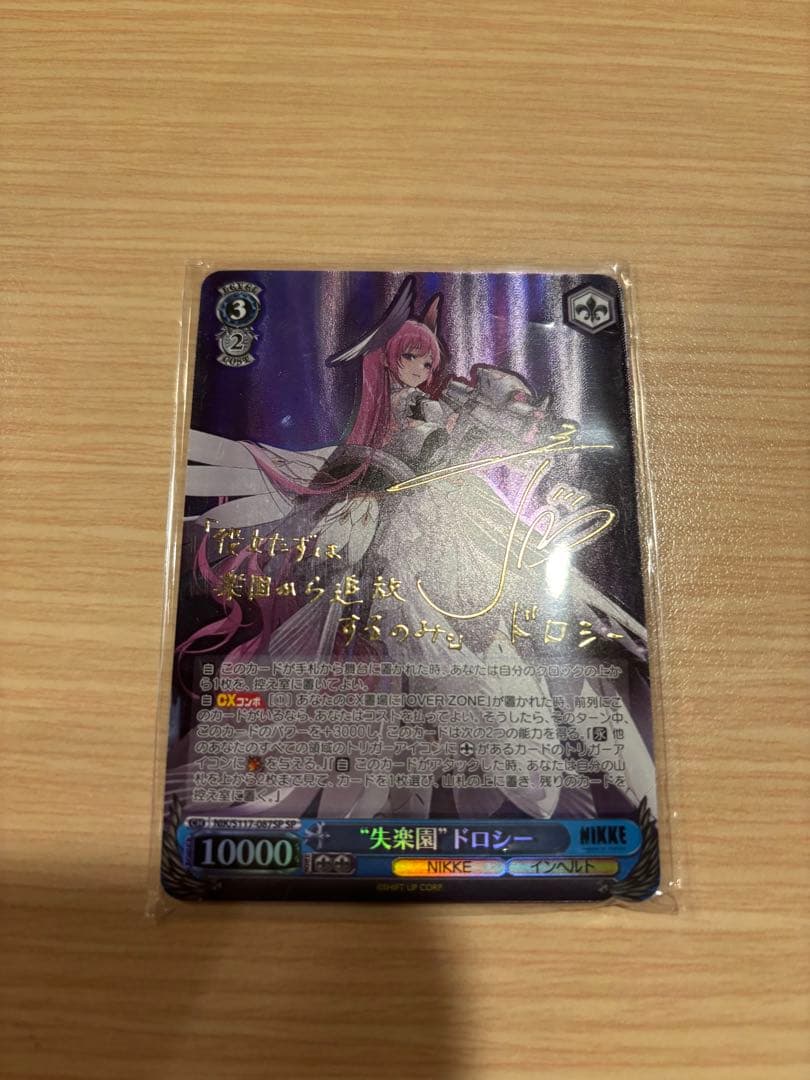 3
2
COST
「役立たずは
楽園から追放
するのみ」 ドロシー
自 このカードが手札から舞台に置かれた時、あなたは自分のクロックの上か
ら1枚を、控え室に置いてよい。
自 CXコンボ [(1)] あなたのCX置場に「OVER ZONE」が置かれた時、前列にこ
のカードがいるなら、あなたはコストを払ってよい。そうしたら、そのターン中、
このカードのパワーを+3000し、このカードは次の2つの能力を得る。『永 他
のあなたのすべての領域のトリガーアイコンに があるカードのトリガーア
イコンに を与える。』『自 このカードがアタックした時、あなたは自分の山
札を上から2枚まで見て、カードを1枚選び、山札の上に置き、残りのカードを
控え室に置く。』
NIK/S117-087SP SP
"失楽園"ドロシー
NIKKE
10000
NIKKE
インヘルト
©SHIFT UP CORP.